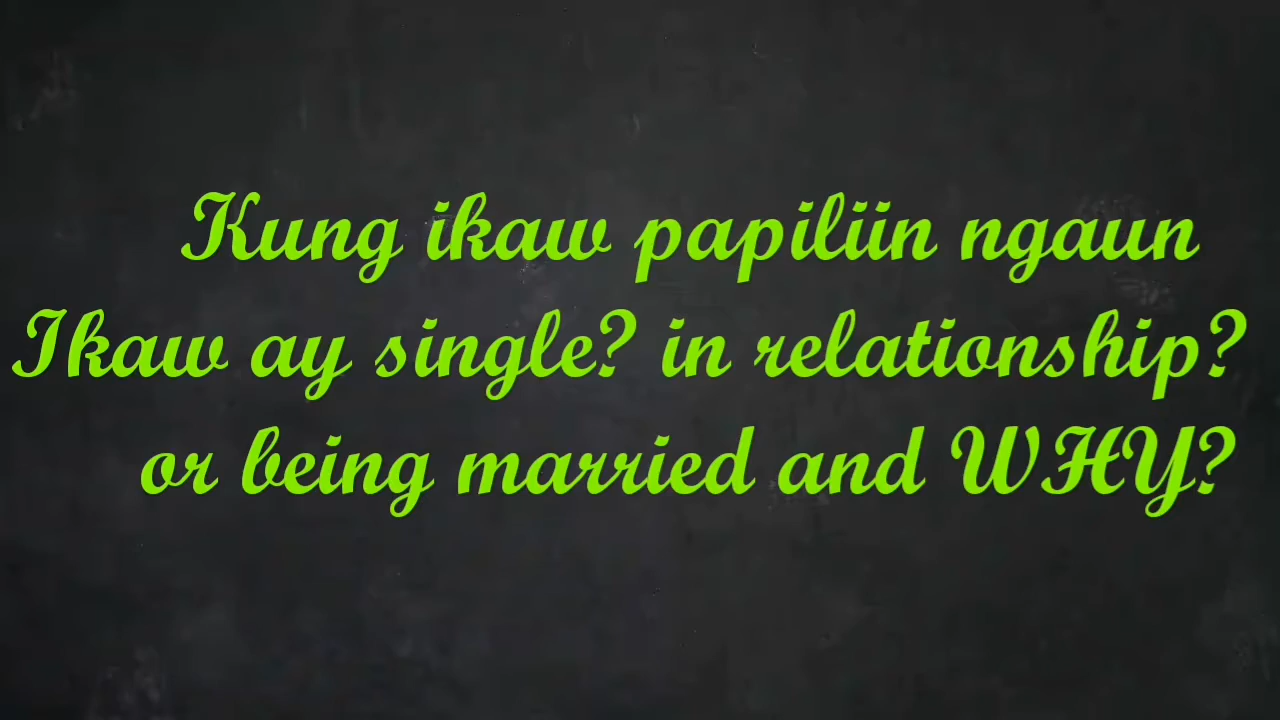 Kung ikaw papiliin ngaun
Ikaw ay single? in relationship?
or being married and WHY?